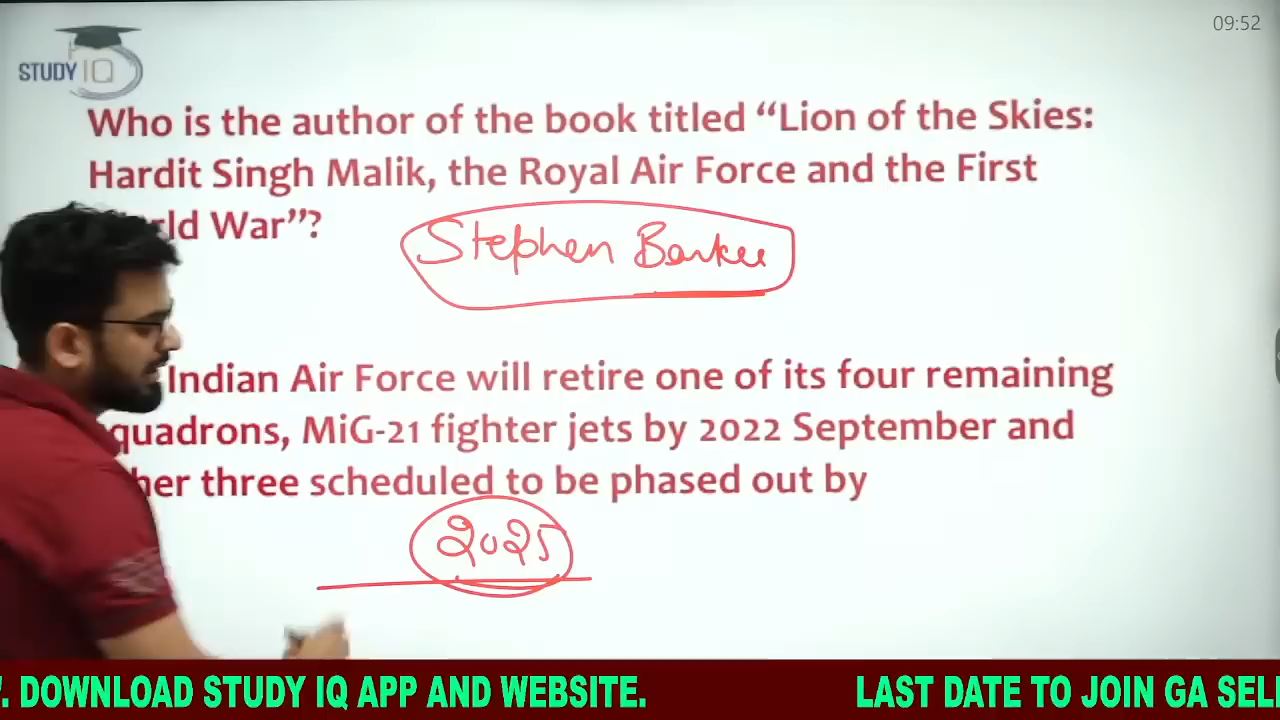 09:52
STUDY IQ
Who is the author of the book titled “Lion of the Skies:
Hardit Singh Malik, the Royal Air Force and the First
rld War”?
Stephen Barker
Indian Air Force will retire one of its four remaining
quadrons, MiG-21 fighter jets by 2022 September and
her three scheduled to be phased out by
2025
. DOWNLOAD STUDY IQ APP AND WEBSITE. LAST DATE TO JOIN GA SEL